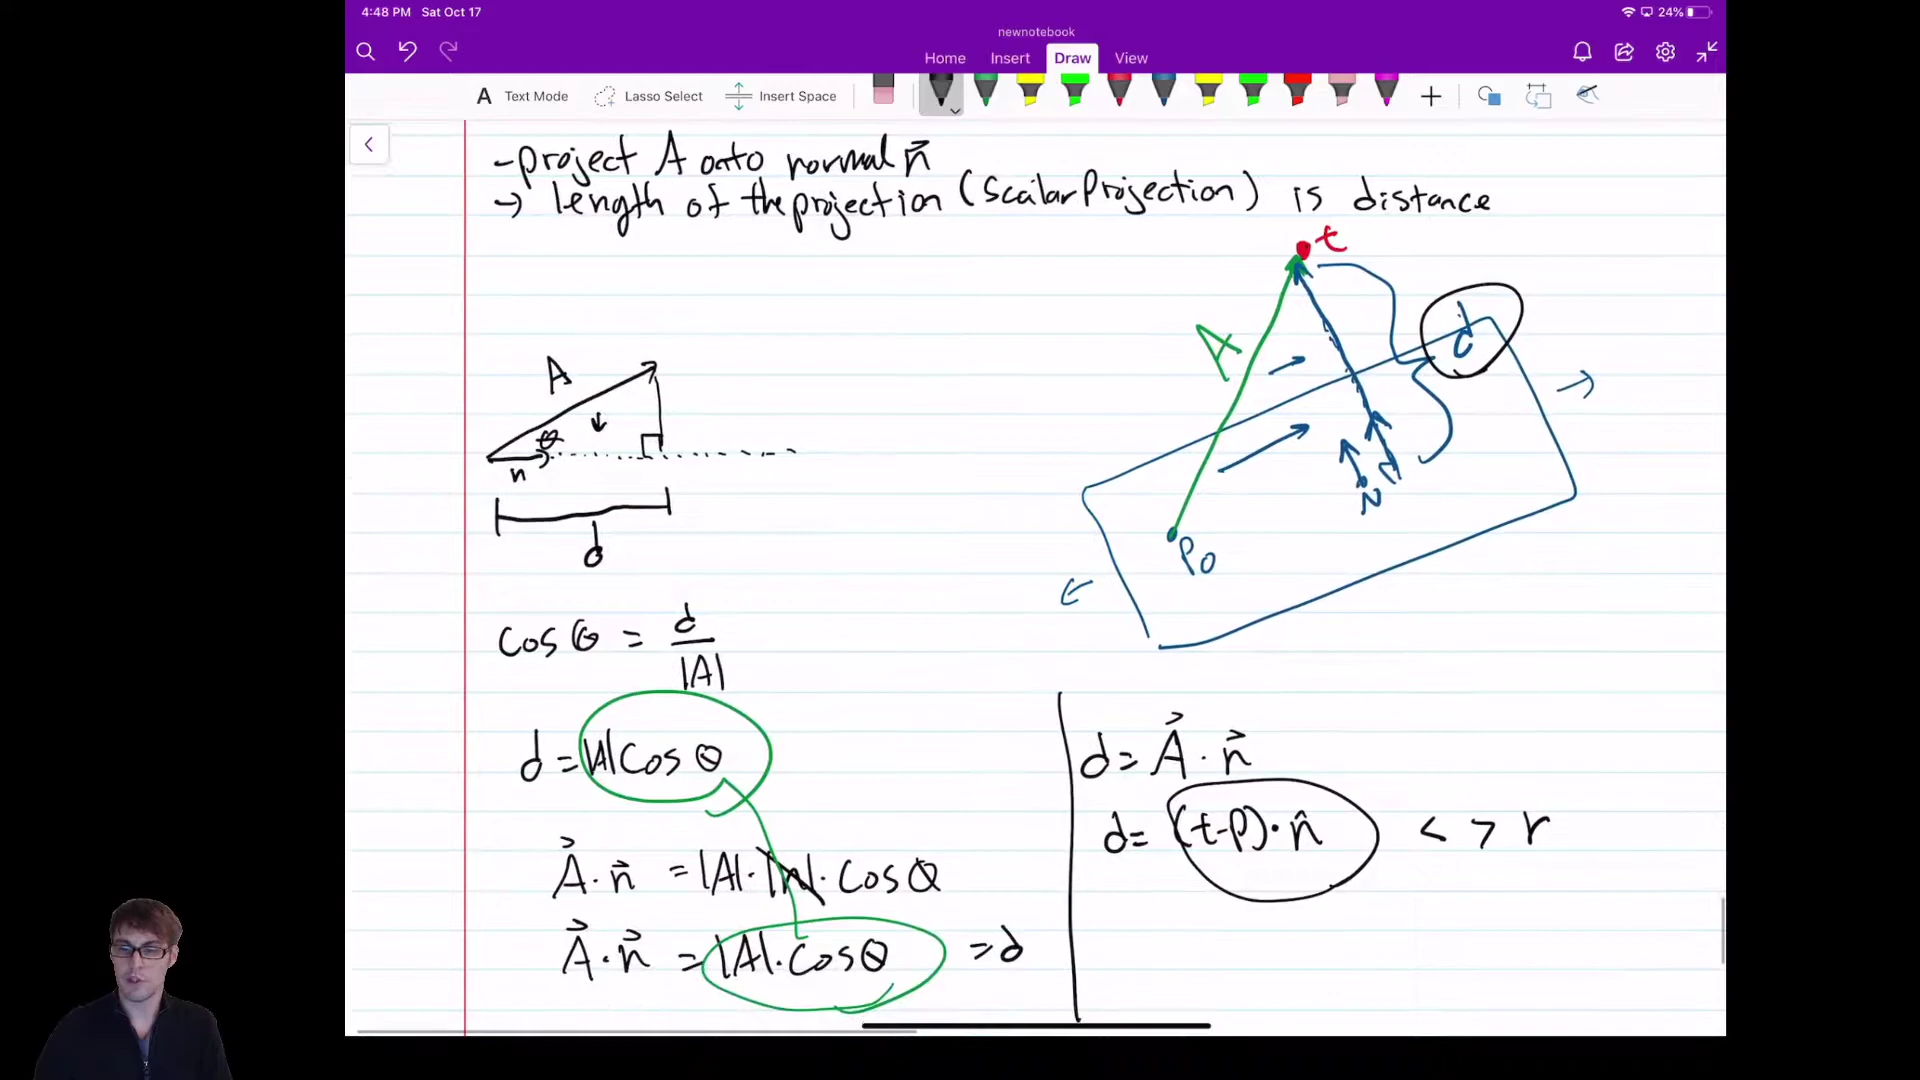 4:48 PM Sat Oct 17
24%
newnotebook
Home Insert Draw View
A Text Mode Lasso Select Insert Space
-project A onto normal n⃗
→ length of the projection (Scalar Projection) is distance
t
A
d
N
P0
A
θ
n
d
cos θ = d/|A|
d = |A|cos θ
A⃗ · n⃗ = |A| · |n| · cos θ
A⃗ · n⃗ = |A| · cos θ = d
d = A⃗ · n⃗
d = (t-p) · n̂ < > r